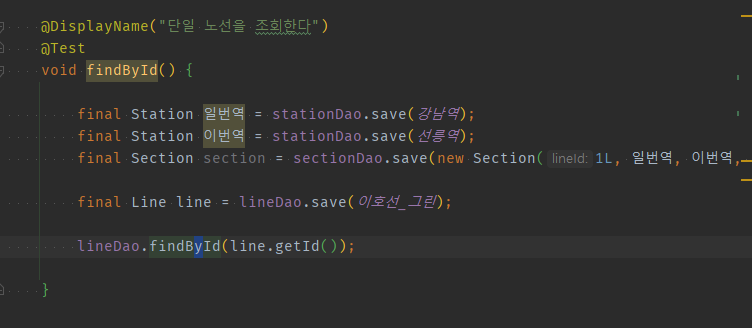 @DisplayName("단일 노선을 조회한다")
@Test
void findById() {
final Station 일번역 = stationDao.save(강남역);
final Station 이번역 = stationDao.save(선릉역);
final Section section = sectionDao.save(new Section( lineId: 1L, 일번역, 이번역,
final Line line = lineDao.save(이호선_그린);
lineDao.findById(line.getId());
}